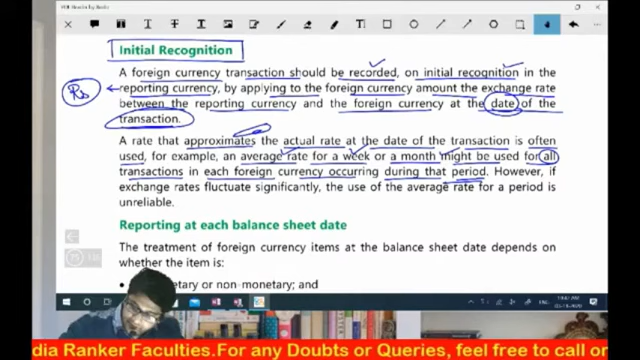 Initial Recognition
A foreign currency transaction should be recorded, on initial recognition in the
reporting currency, by applying to the foreign currency amount the exchange rate
between the reporting currency and the foreign currency at the date of the
transaction.
Rs
A rate that approximates the actual rate at the date of the transaction is often
used, for example, an average rate for a week or a month might be used for all
transactions in each foreign currency occurring during that period. However, if
exchange rates fluctuate significantly, the use of the average rate for a period is
unreliable.
Reporting at each balance sheet date
The treatment of foreign currency items at the balance sheet date depends on
whether the item is:
etary or non-monetary; and
dia Ranker Faculties.For any Doubts or Queries, feel free to call or